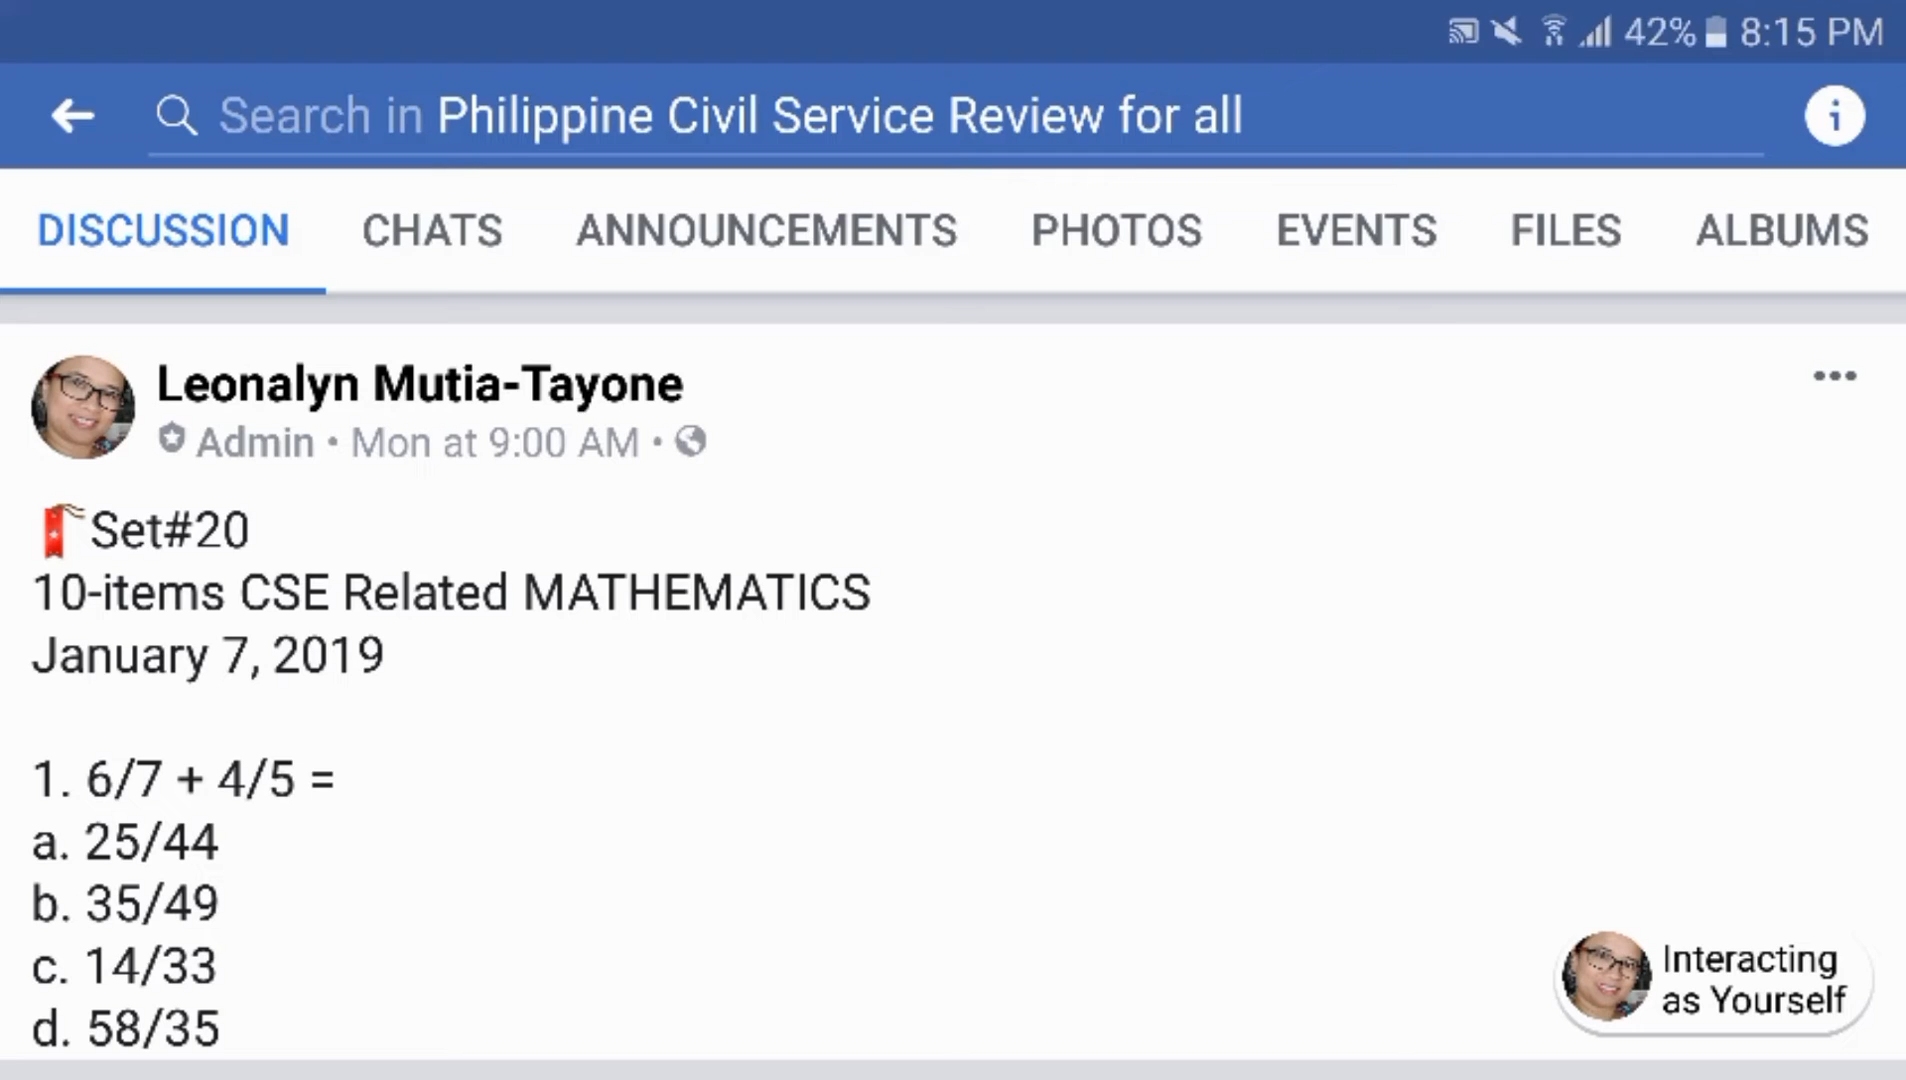 42% 8:15 PM
Search in Philippine Civil Service Review for all
DISCUSSION CHATS ANNOUNCEMENTS PHOTOS EVENTS FILES ALBUMS
Leonalyn Mutia-Tayone
Admin • Mon at 9:00 AM •
Set#20
10-items CSE Related MATHEMATICS
January 7, 2019
1. 6/7 + 4/5 =
a. 25/44
b. 35/49
c. 14/33
d. 58/35
Interacting
as Yourself